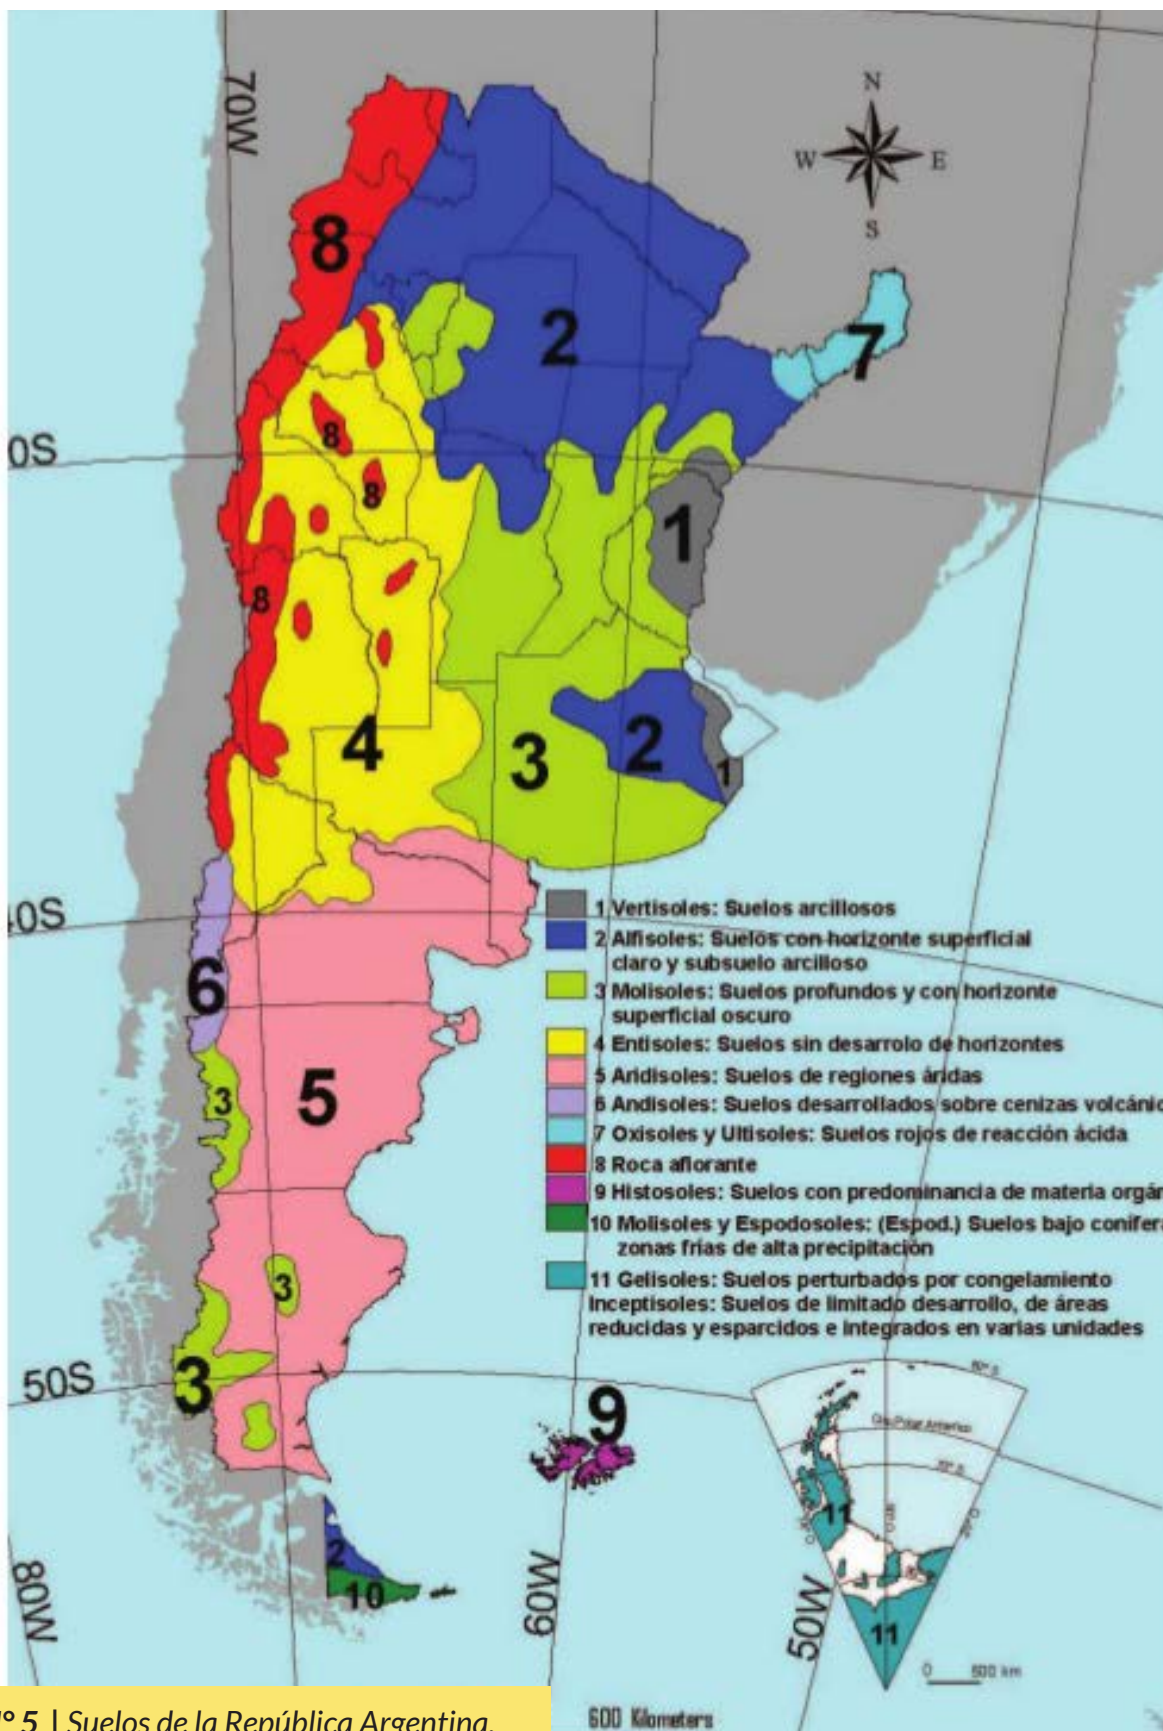 70W
N
W E
S
8
2
7
0S
8
8
1
8
4
3
2
1
40S
6
5
3
3
3
50S
9
2
10
80W
60W
50W
1 Vertisoles: Suelos arcillosos
2 Alfisoles: Suelos con horizonte superficial
claro y subsuelo arcilloso
3 Molisoles: Suelos profundos y con horizonte
superficial oscuro
4 Entisoles: Suelos sin desarrolo de horizontes
5 Aridisoles: Suelos de regiones áridas
6 Andisoles: Suelos desarrollados sobre cenizas volcánic
7 Oxisoles y Ultisoles: Suelos rojos de reacción ácida
8 Roca aflorante
9 Histosoles: Suelos con predominancia de materia orgán
10 Molisoles y Espodosoles: (Espod.) Suelos bajo conífera
zonas frías de alta precipitación
11 Gelisoles: Suelos perturbados por congelamiento
Inceptisoles: Suelos de limitado desarrollo, de áreas
reducidas y esparcidos e integrados en varias unidades
11
11
0 500 km
600 Kilometers
N° 5 | Suelos de la República Argentina.